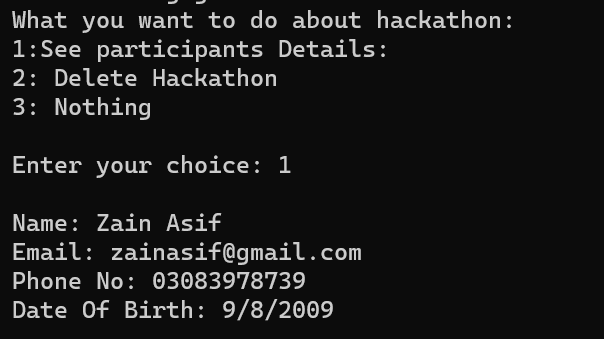 What you want to do about hackathon:
1:See participants Details:
2: Delete Hackathon
3: Nothing
Enter your choice: 1
Name: Zain Asif
Email: zainasif@gmail.com
Phone No: 03083978739
Date Of Birth: 9/8/2009